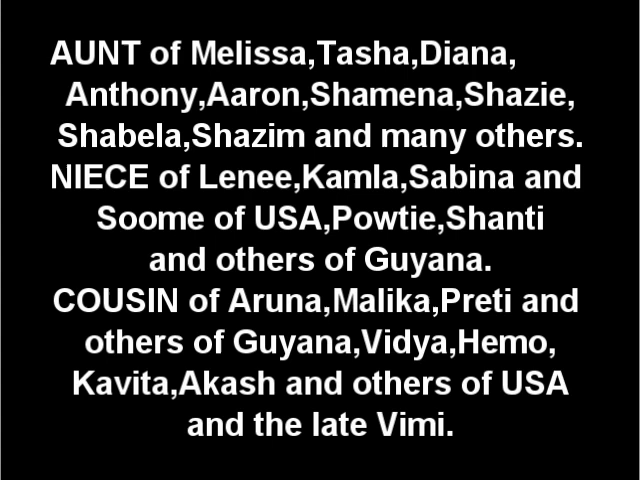 AUNT of Melissa,Tasha,Diana,
Anthony,Aaron,Shamena,Shazie,
Shabela,Shazim and many others.
NIECE of Lenee,Kamla,Sabina and
Soome of USA,Powtie,Shanti
and others of Guyana.
COUSIN of Aruna,Malika,Preti and
others of Guyana,Vidya,Hemo,
Kavita,Akash and others of USA
and the late Vimi.